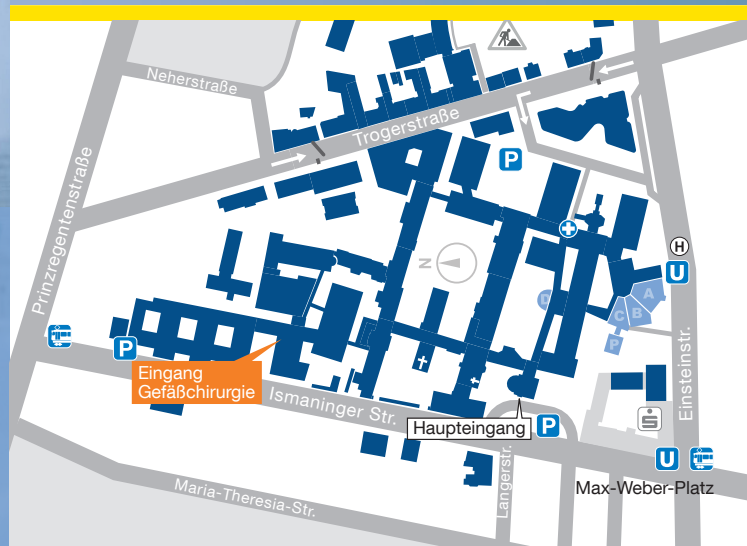 Neherstraße
Trogerstraße
Prinzregentenstraße
P
H
U
N
D
A
B
C
P
P
Eingang
Gefäßchirurgie
Ismaninger Str.
Haupteingang
P
Einsteinstr.
S
U
Max-Weber-Platz
Langerstr.
Maria-Theresia-Str.